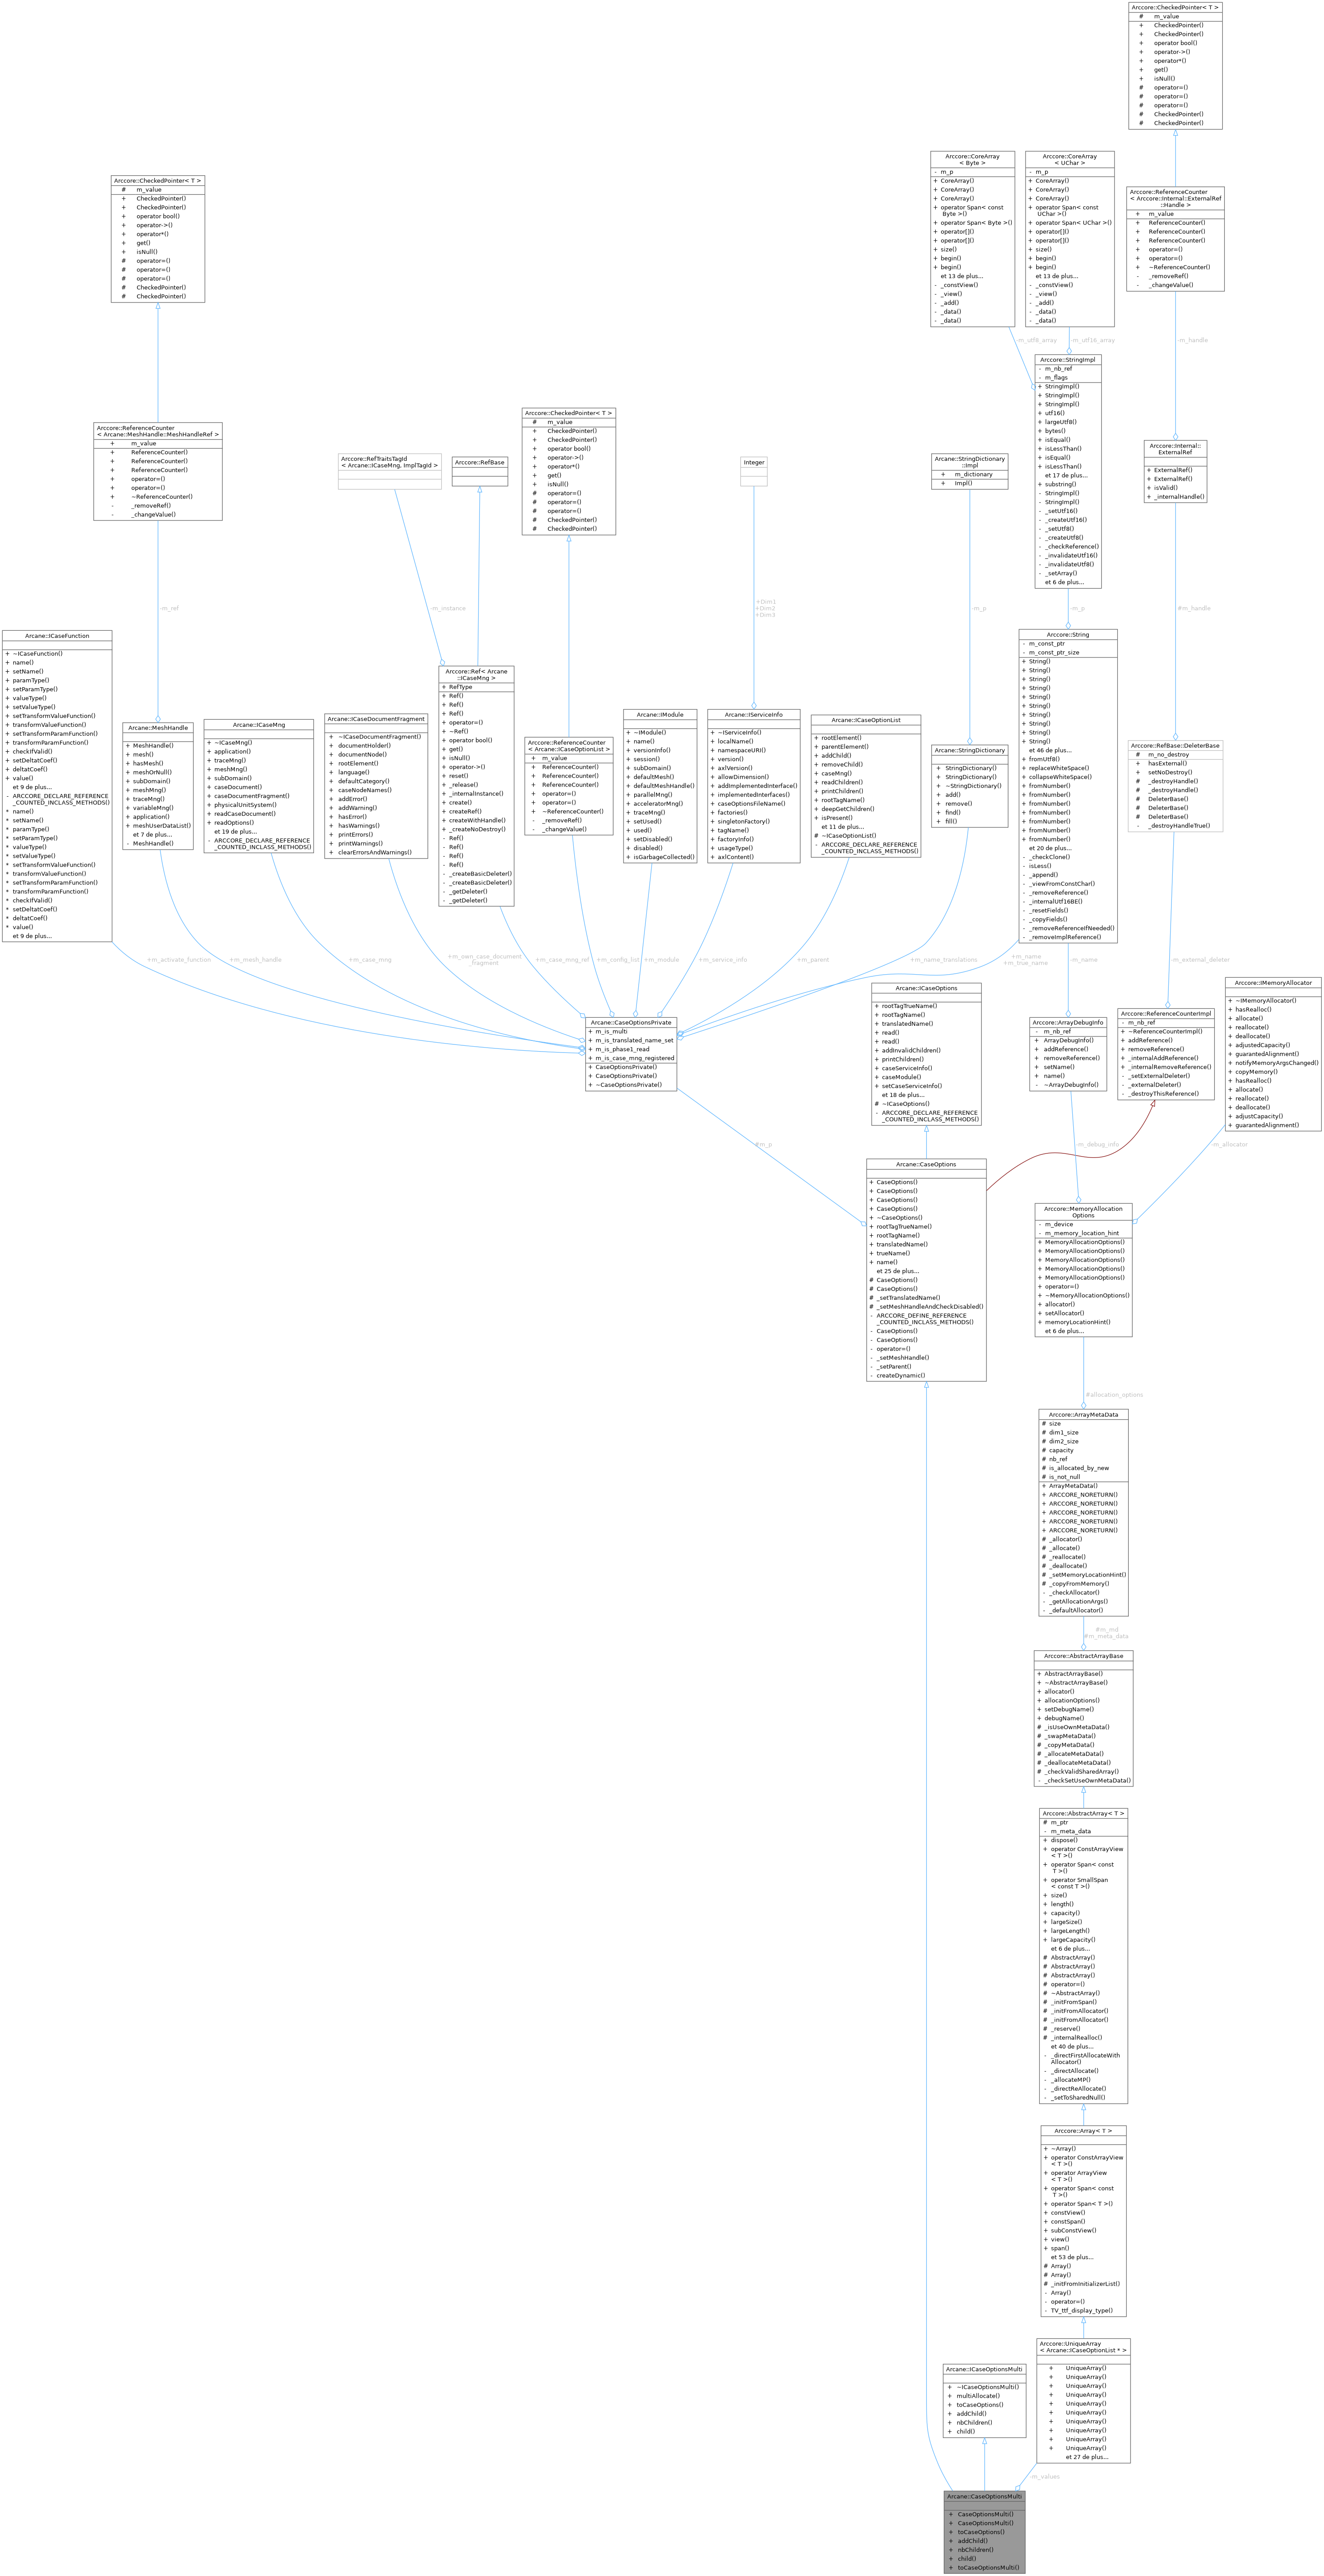 Arccore::CheckedPointer< T >
# m_value
+ CheckedPointer()
+ CheckedPointer()
+ operator bool()
+ operator->()
+ operator*()
+ get()
+ isNull()
# operator=()
# operator=()
# operator=()
# CheckedPointer()
# CheckedPointer()
Arccore::CoreArray
< Byte >
- m_p
+ CoreArray()
+ CoreArray()
+ CoreArray()
+ operator Span< const
Byte >()
+ operator Span< Byte >()
+ operator[]()
+ operator[]()
+ size()
+ begin()
+ begin()
et 13 de plus...
- _constView()
- _view()
- _add()
- _data()
- _data()
Arccore::CoreArray
< UChar >
- m_p
+ CoreArray()
+ CoreArray()
+ CoreArray()
+ operator Span< const
UChar >()
+ operator Span< UChar >()
+ operator[]()
+ operator[]()
+ size()
+ begin()
+ begin()
et 13 de plus...
- _constView()
- _view()
- _add()
- _data()
- _data()
Arccore::CheckedPointer< T >
# m_value
+ CheckedPointer()
+ CheckedPointer()
+ operator bool()
+ operator->()
+ operator*()
+ get()
+ isNull()
# operator=()
# operator=()
# operator=()
# CheckedPointer()
# CheckedPointer()
Arccore::ReferenceCounter
< Arccore::Internal::ExternalRef
::Handle >
+ m_value
+ ReferenceCounter()
+ ReferenceCounter()
+ ReferenceCounter()
+ operator=()
+ operator=()
+ ~ReferenceCounter()
- _removeRef()
- _changeValue()
-m_utf8_array
-m_utf16_array
-m_handle
Arccore::StringImpl
- m_nb_ref
- m_flags
+ StringImpl()
+ StringImpl()
+ StringImpl()
+ utf16()
+ largeUtf8()
+ bytes()
+ isEqual()
+ isLessThan()
+ isEqual()
+ isLessThan()
et 17 de plus...
+ substring()
- StringImpl()
- StringImpl()
- _setUtf16()
- _createUtf16()
- _setUtf8()
- _createUtf8()
- _checkReference()
- _invalidateUtf16()
- _invalidateUtf8()
- _setArray()
et 6 de plus...
Arccore::ReferenceCounter
< Arcane::MeshHandle::MeshHandleRef >
+ m_value
+ ReferenceCounter()
+ ReferenceCounter()
+ ReferenceCounter()
+ operator=()
+ operator=()
+ ~ReferenceCounter()
- _removeRef()
- _changeValue()
Arccore::RefTraitsTagId
< Arcane::ICaseMng, ImplTagId >
Arccore::RefBase
Arccore::CheckedPointer< T >
# m_value
+ CheckedPointer()
+ CheckedPointer()
+ operator bool()
+ operator->()
+ operator*()
+ get()
+ isNull()
# operator=()
# operator=()
# operator=()
# CheckedPointer()
# CheckedPointer()
Integer
Arcane::StringDictionary
::Impl
+ m_dictionary
+ Impl()
Arccore::Internal::
ExternalRef
+ ExternalRef()
+ ExternalRef()
+ isValid()
+ _internalHandle()
-m_ref
-m_instance
+Dim1
+Dim2
+Dim3
-m_p
-m_p
#m_handle
Arcane::ICaseFunction
+ ~ICaseFunction()
+ name()
+ setName()
+ paramType()
+ setParamType()
+ valueType()
+ setValueType()
+ setTransformValueFunction()
+ transformValueFunction()
+ setTransformParamFunction()
+ transformParamFunction()
+ checkIfValid()
+ setDeltatCoef()
+ deltatCoef()
+ value()
et 9 de plus...
- ARCCORE_DECLARE_REFERENCE
_COUNTED_INCLASS_METHODS()
* name()
* setName()
* paramType()
* setParamType()
* valueType()
* setValueType()
* setTransformValueFunction()
* transformValueFunction()
* setTransformParamFunction()
* transformParamFunction()
* checkIfValid()
* setDeltatCoef()
* deltatCoef()
* value()
et 9 de plus...
Arcane::MeshHandle
+ MeshHandle()
+ mesh()
+ hasMesh()
+ meshOrNull()
+ subDomain()
+ meshMng()
+ traceMng()
+ variableMng()
+ application()
+ meshUserDataList()
et 7 de plus...
- MeshHandle()
Arcane::ICaseMng
+ ~ICaseMng()
+ application()
+ traceMng()
+ meshMng()
+ subDomain()
+ caseDocument()
+ caseDocumentFragment()
+ physicalUnitSystem()
+ readCaseDocument()
+ readOptions()
et 19 de plus...
- ARCCORE_DECLARE_REFERENCE
_COUNTED_INCLASS_METHODS()
Arcane::ICaseDocumentFragment
+ ~ICaseDocumentFragment()
+ documentHolder()
+ documentNode()
+ rootElement()
+ language()
+ defaultCategory()
+ caseNodeNames()
+ addError()
+ addWarning()
+ hasError()
+ hasWarnings()
+ printErrors()
+ printWarnings()
+ clearErrorsAndWarnings()
Arccore::Ref< Arcane
::ICaseMng >
+ RefType
+ Ref()
+ Ref()
+ Ref()
+ operator=()
+ ~Ref()
+ operator bool()
+ get()
+ isNull()
+ operator->()
+ reset()
+ _release()
+ _internalInstance()
+ create()
+ createRef()
+ createWithHandle()
+ _createNoDestroy()
- Ref()
- Ref()
- Ref()
- Ref()
- _createBasicDeleter()
- _createBasicDeleter()
- _getDeleter()
- _getDeleter()
Arccore::ReferenceCounter
< Arcane::ICaseOptionList >
+ m_value
+ ReferenceCounter()
+ ReferenceCounter()
+ ReferenceCounter()
+ operator=()
+ operator=()
+ ~ReferenceCounter()
- _removeRef()
- _changeValue()
Arcane::IModule
+ ~IModule()
+ name()
+ versionInfo()
+ session()
+ subDomain()
+ defaultMesh()
+ defaultMeshHandle()
+ parallelMng()
+ acceleratorMng()
+ traceMng()
+ setUsed()
+ used()
+ setDisabled()
+ disabled()
+ isGarbageCollected()
Arcane::IServiceInfo
+ ~IServiceInfo()
+ localName()
+ namespaceURI()
+ version()
+ axlVersion()
+ allowDimension()
+ addImplementedInterface()
+ implementedInterfaces()
+ caseOptionsFileName()
+ factories()
+ singletonFactory()
+ tagName()
+ factoryInfo()
+ usageType()
+ axlContent()
Arcane::ICaseOptionList
+ rootElement()
+ parentElement()
+ addChild()
+ removeChild()
+ caseMng()
+ readChildren()
+ printChildren()
+ rootTagName()
+ deepGetChildren()
+ isPresent()
et 11 de plus...
# ~ICaseOptionList()
- ARCCORE_DECLARE_REFERENCE
_COUNTED_INCLASS_METHODS()
Arcane::StringDictionary
+ StringDictionary()
+ StringDictionary()
+ ~StringDictionary()
+ add()
+ remove()
+ find()
+ fill()
Arccore::String
- m_const_ptr
- m_const_ptr_size
+ String()
+ String()
+ String()
+ String()
+ String()
+ String()
+ String()
+ String()
+ String()
+ String()
et 46 de plus...
+ fromUtf8()
+ replaceWhiteSpace()
+ collapseWhiteSpace()
+ fromNumber()
+ fromNumber()
+ fromNumber()
+ fromNumber()
+ fromNumber()
+ fromNumber()
+ fromNumber()
et 20 de plus...
- _checkClone()
- isLess()
- _append()
- _viewFromConstChar()
- _removeReference()
- _internalUtf16BE()
- _resetFields()
- _copyFields()
- _removeReferenceIfNeeded()
- _removeImplReference()
RefBase::DeleterBase
# m_no_destroy
+ hasExternal()
+ setNoDestroy()
# _destroyHandle()
# _destroyHandle()
# DeleterBase()
# DeleterBase()
# DeleterBase()
- _destroyHandleTrue()
+m_activate_function
+m_mesh_handle
+m_case_mng
+m_own_case_document
_fragment
+m_case_mng_ref
+m_config_list
+m_module
+m_service_info
+m_parent
+m_name_translations
+m_name
+m_true_name
-m_name
-m_external_deleter
Arcane::CaseOptionsPrivate
+ m_is_multi
+ m_is_translated_name_set
+ m_is_phase1_read
+ m_is_case_mng_registered
+ CaseOptionsPrivate()
+ CaseOptionsPrivate()
+ ~CaseOptionsPrivate()
Arcane::ICaseOptions
+ rootTagTrueName()
+ rootTagName()
+ translatedName()
+ read()
+ read()
+ addInvalidChildren()
+ printChildren()
+ caseServiceInfo()
+ caseModule()
+ setCaseServiceInfo()
et 18 de plus...
# ~ICaseOptions()
- ARCCORE_DECLARE_REFERENCE
_COUNTED_INCLASS_METHODS()
Arccore::ArrayDebugInfo
- m_nb_ref
+ ArrayDebugInfo()
+ addReference()
+ removeReference()
+ setName()
+ name()
- ~ArrayDebugInfo()
Arccore::ReferenceCounterImpl
- m_nb_ref
+ ~ReferenceCounterImpl()
+ addReference()
+ removeReference()
+ _internalAddReference()
+ _internalRemoveReference()
- _setExternalDeleter()
- _externalDeleter()
- _destroyThisReference()
Arccore::IMemoryAllocator
+ ~IMemoryAllocator()
+ hasRealloc()
+ allocate()
+ reallocate()
+ deallocate()
+ adjustedCapacity()
+ guarantedAlignment()
+ notifyMemoryArgsChanged()
+ copyMemory()
+ hasRealloc()
+ allocate()
+ reallocate()
+ deallocate()
+ adjustCapacity()
+ guarantedAlignment()
#m_p
-m_debug_info
-m_allocator
Arcane::CaseOptions
+ CaseOptions()
+ CaseOptions()
+ CaseOptions()
+ CaseOptions()
+ ~CaseOptions()
+ rootTagTrueName()
+ rootTagName()
+ translatedName()
+ trueName()
+ name()
et 25 de plus...
# CaseOptions()
# CaseOptions()
# _setTranslatedName()
# _setMeshHandleAndCheckDisabled()
- ARCCORE_DEFINE_REFERENCE
_COUNTED_INCLASS_METHODS()
- CaseOptions()
- CaseOptions()
- operator=()
- _setMeshHandle()
- _setParent()
- createDynamic()
Arccore::MemoryAllocation
Options
- m_device
- m_memory_location_hint
+ MemoryAllocationOptions()
+ MemoryAllocationOptions()
+ MemoryAllocationOptions()
+ MemoryAllocationOptions()
+ MemoryAllocationOptions()
+ operator=()
+ ~MemoryAllocationOptions()
+ allocator()
+ setAllocator()
+ memoryLocationHint()
et 6 de plus...
#allocation_options
Arccore::ArrayMetaData
# size
# dim1_size
# dim2_size
# capacity
# nb_ref
# is_allocated_by_new
# is_not_null
+ ArrayMetaData()
+ ARCCORE_NORETURN()
+ ARCCORE_NORETURN()
+ ARCCORE_NORETURN()
+ ARCCORE_NORETURN()
+ ARCCORE_NORETURN()
# _allocator()
# _allocate()
# _reallocate()
# _deallocate()
# _setMemoryLocationHint()
# _copyFromMemory()
- _checkAllocator()
- _getAllocationArgs()
- _defaultAllocator()
#m_md
#m_meta_data
Arccore::AbstractArrayBase
+ AbstractArrayBase()
+ ~AbstractArrayBase()
+ allocator()
+ allocationOptions()
+ setDebugName()
+ debugName()
# _isUseOwnMetaData()
# _swapMetaData()
# _copyMetaData()
# _allocateMetaData()
# _deallocateMetaData()
# _checkValidSharedArray()
- _checkSetUseOwnMetaData()
Arccore::AbstractArray< T >
# m_ptr
- m_meta_data
+ dispose()
+ operator ConstArrayView
< T >()
+ operator Span< const
T >()
+ operator SmallSpan
< const T >()
+ size()
+ length()
+ capacity()
+ largeSize()
+ largeLength()
+ largeCapacity()
et 6 de plus...
# AbstractArray()
# AbstractArray()
# AbstractArray()
# operator=()
# ~AbstractArray()
# _initFromSpan()
# _initFromAllocator()
# _initFromAllocator()
# _reserve()
# _internalRealloc()
et 40 de plus...
- _directFirstAllocateWith
Allocator()
- _directAllocate()
- _allocateMP()
- _directReAllocate()
- _setToSharedNull()
Arccore::Array< T >
+ ~Array()
+ operator ConstArrayView
< T >()
+ operator ArrayView
< T >()
+ operator Span< const
T >()
+ operator Span< T >()
+ constView()
+ constSpan()
+ subConstView()
+ view()
+ span()
et 53 de plus...
# Array()
# Array()
# _initFromInitializerList()
- Array()
- operator=()
- TV_ttf_display_type()
Arcane::ICaseOptionsMulti
+ ~ICaseOptionsMulti()
+ multiAllocate()
+ toCaseOptions()
+ addChild()
+ nbChildren()
+ child()
Arccore::UniqueArray
< Arcane::ICaseOptionList * >
+ UniqueArray()
+ UniqueArray()
+ UniqueArray()
+ UniqueArray()
+ UniqueArray()
+ UniqueArray()
+ UniqueArray()
+ UniqueArray()
+ UniqueArray()
+ UniqueArray()
et 27 de plus...
-m_values
Arcane::CaseOptionsMulti
+ CaseOptionsMulti()
+ CaseOptionsMulti()
+ toCaseOptions()
+ addChild()
+ nbChildren()
+ child()
+ toCaseOptionsMulti()